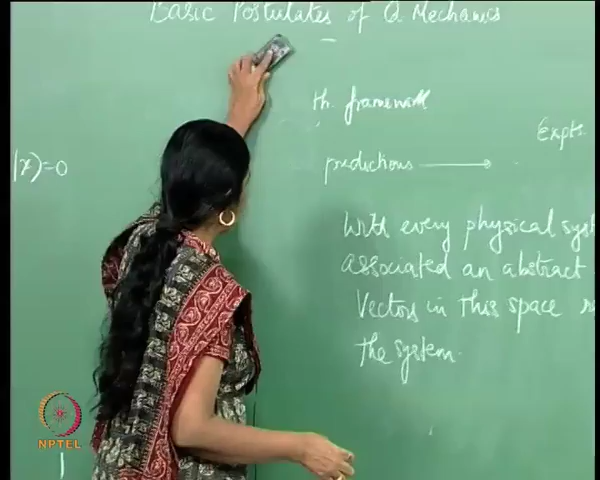 Basic Postulates of Q Mechanics
th. framework
Expts.
|x)=0
predictions
With every physical syst
associated an abstract
Vectors in this space
the system.
NPTEL